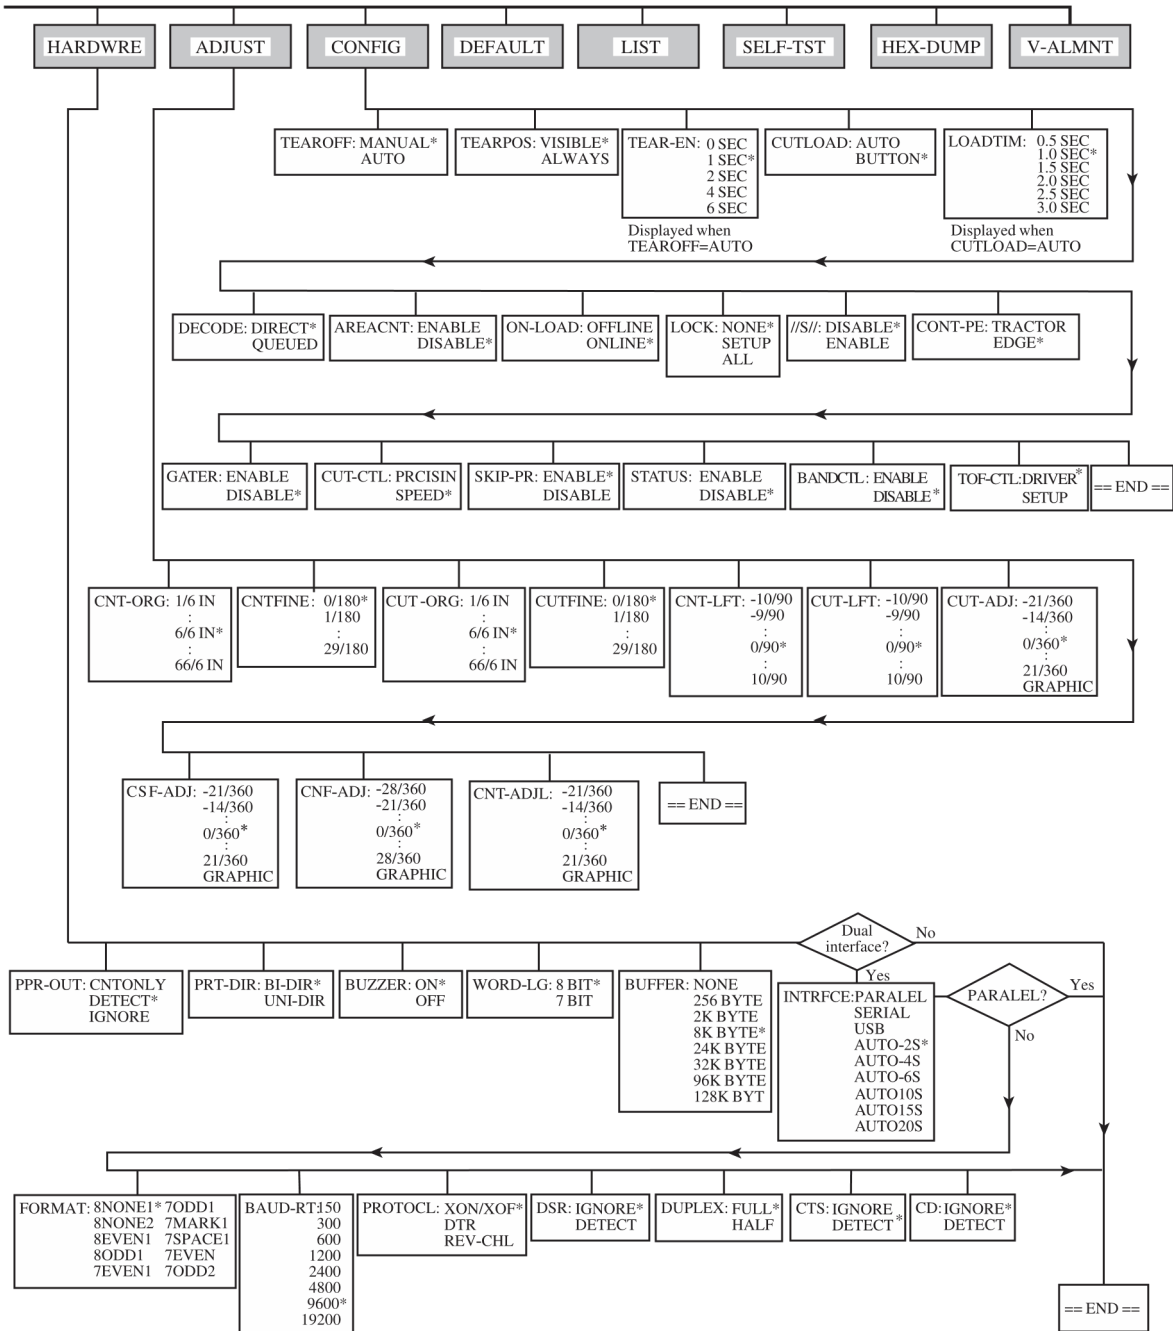 HARDWRE
ADJUST
CONFIG
DEFAULT
LIST
SELF-TST
HEX-DUMP
V-ALMNT
TEAROFF: MANUAL*
AUTO
TEARPOS: VISIBLE*
ALWAYS
TEAR-EN: 0 SEC
1 SEC*
2 SEC
4 SEC
6 SEC
Displayed when
TEAROFF=AUTO
CUTLOAD: AUTO
BUTTON*
LOADTIM: 0.5 SEC
1.0 SEC*
1.5 SEC
2.0 SEC
2.5 SEC
3.0 SEC
Displayed when
CUTLOAD=AUTO
DECODE: DIRECT*
QUEUED
AREACNT: ENABLE
DISABLE*
ON-LOAD: OFFLINE
ONLINE*
LOCK: NONE*
SETUP
ALL
//S//: DISABLE*
ENABLE
CONT-PE: TRACTOR
EDGE*
GATER: ENABLE
DISABLE*
CUT-CTL: PRCISIN
SPEED*
SKIP-PR: ENABLE*
DISABLE
STATUS: ENABLE
DISABLE*
BANDCTL: ENABLE
DISABLE*
TOF-CTL:DRIVER*
SETUP
== END ==
CNT-ORG: 1/6 IN
:
6/6 IN*
:
66/6 IN
CNTFINE: 0/180*
1/180
:
29/180
CUT-ORG: 1/6 IN
:
6/6 IN*
:
66/6 IN
CUTFINE: 0/180*
1/180
:
29/180
CNT-LFT: -10/90
-9/90
:
0/90*
:
10/90
CUT-LFT: -10/90
-9/90
:
0/90*
:
10/90
CUT-ADJ: -21/360
-14/360
:
0/360*
:
21/360
GRAPHIC
CSF-ADJ: -21/360
-14/360
:
0/360*
:
21/360
GRAPHIC
CNF-ADJ: -28/360
-21/360
:
0/360*
:
28/360
GRAPHIC
CNT-ADJL: -21/360
-14/360
:
0/360*
:
21/360
GRAPHIC
== END ==
Dual
interface?
No
Yes
PPR-OUT: CNTONLY
DETECT*
IGNORE
PRT-DIR: BI-DIR*
UNI-DIR
BUZZER: ON*
OFF
WORD-LG: 8 BIT*
7 BIT
BUFFER: NONE
256 BYTE
2K BYTE
8K BYTE*
24K BYTE
32K BYTE
96K BYTE
128K BYT
INTRFCE:PARALEL
SERIAL
USB
AUTO-2S*
AUTO-4S
AUTO-6S
AUTO10S
AUTO15S
AUTO20S
PARALEL?
Yes
No
FORMAT: 8NONE1* 7ODD1
8NONE2 7MARK1
8EVEN1 7SPACE1
8ODD1 7EVEN
7EVEN1 7ODD2
BAUD-RT:150
300
600
1200
2400
4800
9600*
19200
PROTOCL: XON/XOF*
DTR
REV-CHL
DSR: IGNORE*
DETECT
DUPLEX: FULL*
HALF
CTS: IGNORE
DETECT*
CD: IGNORE*
DETECT
== END ==